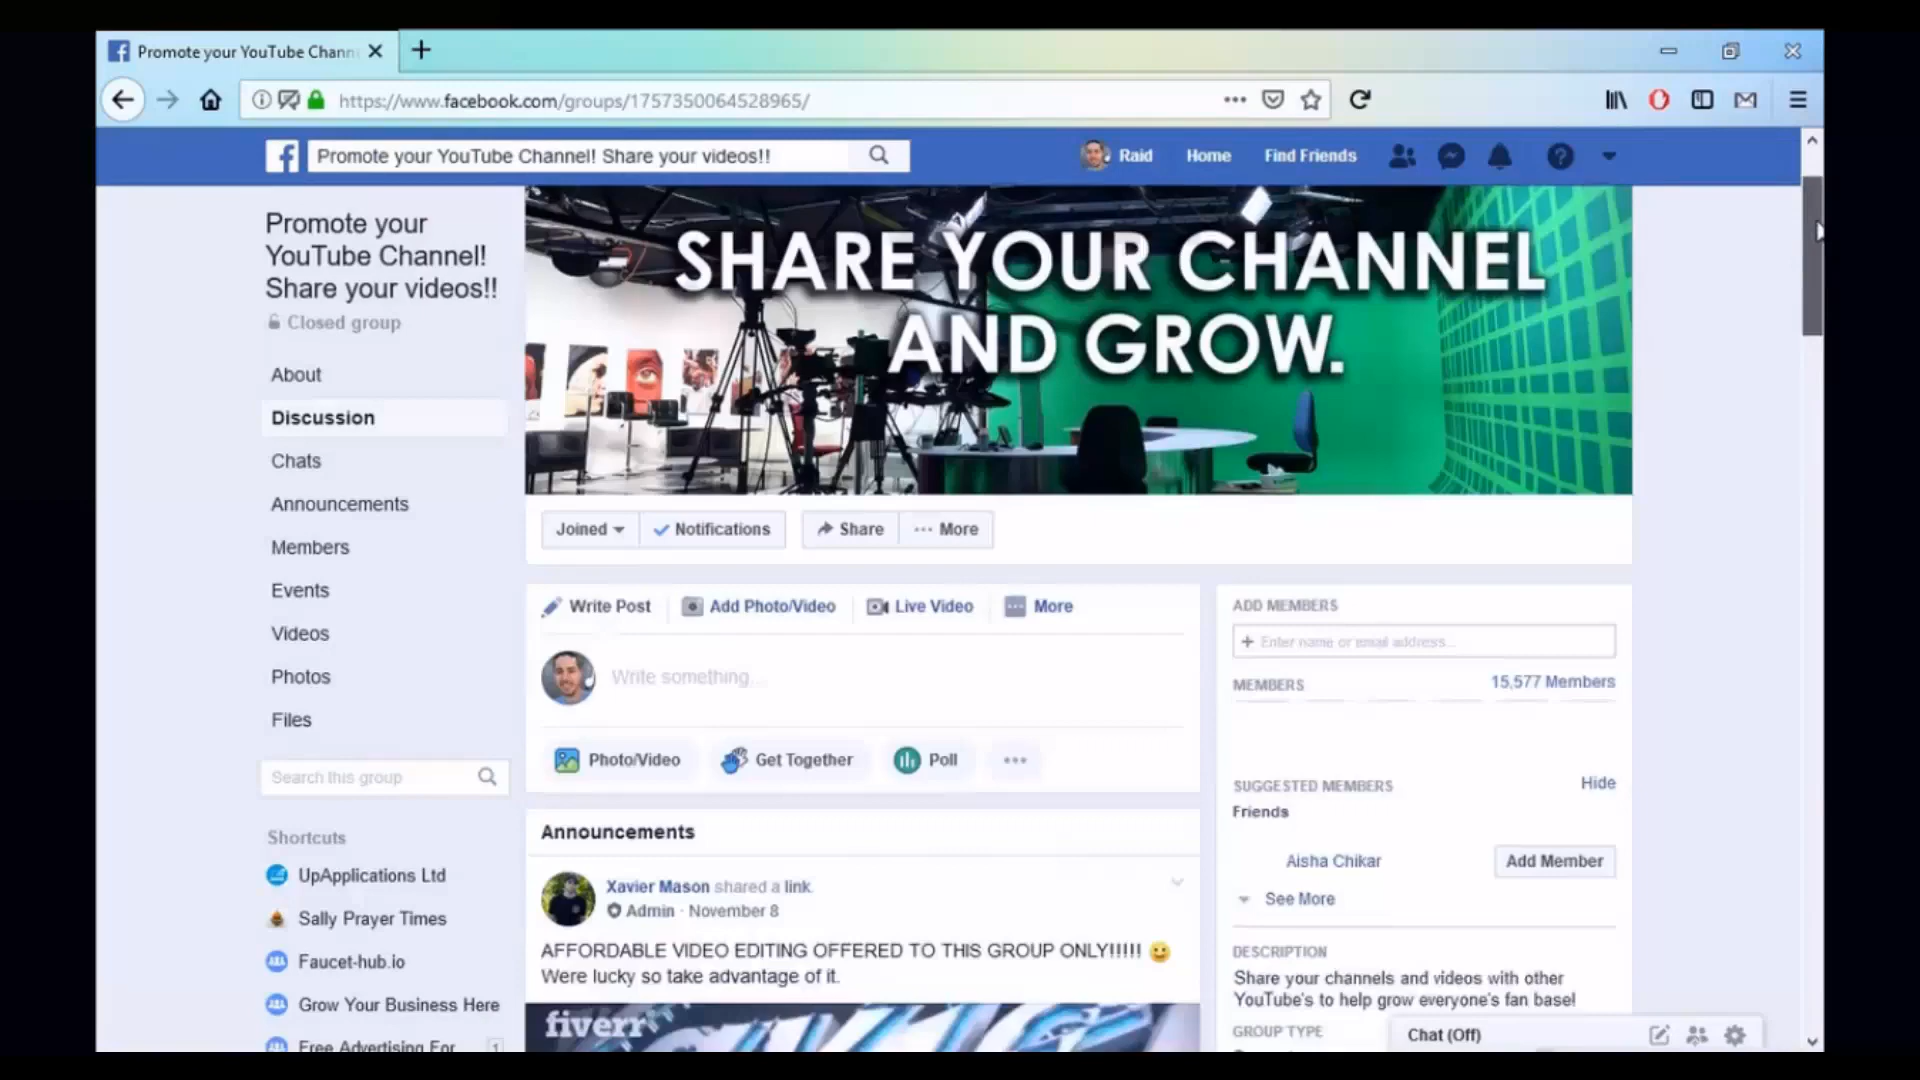 Promote your YouTube Chann
https://www.facebook.com/groups/1757350064528965/
Promote your YouTube Channel! Share your videos!!
Raid
Home
Find Friends
Promote your
YouTube Channel!
Share your videos!!
Closed group
About
Discussion
Chats
Announcements
Members
Events
Videos
Photos
Files
Search this group
Shortcuts
UpApplications Ltd
Sally Prayer Times
Faucet-hub.io
Grow Your Business Here
Free Advertising For
1
SHARE YOUR CHANNEL
AND GROW.
Joined
Notifications
Share
More
Write Post
Add Photo/Video
Live Video
More
Write something...
Photo/Video
Get Together
Poll
Announcements
Xavier Mason shared a link.
Admin · November 8
AFFORDABLE VIDEO EDITING OFFERED TO THIS GROUP ONLY!!!!!
Were lucky so take advantage of it.
fiverr
ADD MEMBERS
Enter name or email address...
MEMBERS
15,577 Members
SUGGESTED MEMBERS
Hide
Friends
Aisha Chikar
Add Member
See More
DESCRIPTION
Share your channels and videos with other
YouTube's to help grow everyone's fan base!
GROUP TYPE
Chat (Off)